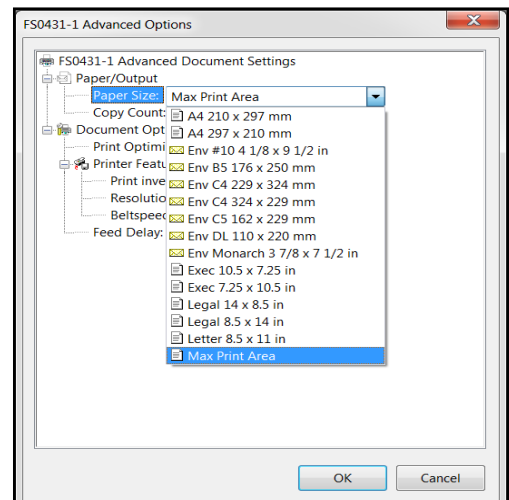 FS0431-1 Advanced Options
FS0431-1 Advanced Document Settings
Paper/Output
Paper Size: Max Print Area
Copy Count:
A4 210 x 297 mm
Document Opt
A4 297 x 210 mm
Print Optimi
Env #10 4 1/8 x 9 1/2 in
Env B5 176 x 250 mm
Printer Featu
Env C4 229 x 324 mm
Print inve
Env C4 324 x 229 mm
Resolutio
Env C5 162 x 229 mm
Beltspeed
Env DL 110 x 220 mm
Feed Delay:
Env Monarch 3 7/8 x 7 1/2 in
Exec 10.5 x 7.25 in
Exec 7.25 x 10.5 in
Legal 14 x 8.5 in
Legal 8.5 x 14 in
Letter 8.5 x 11 in
Max Print Area
OK Cancel